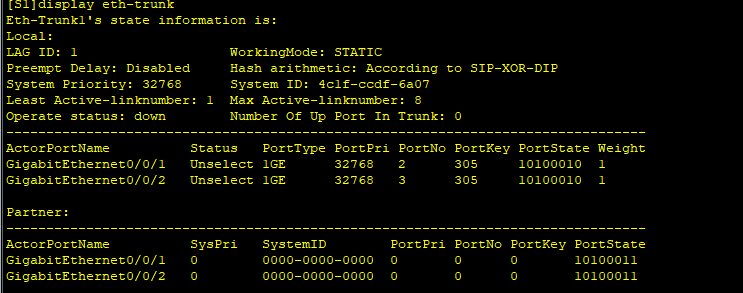 [S1]display eth-trunk
Eth-Trunk1's state information is:
Local:
LAG ID: 1 WorkingMode: STATIC
Preempt Delay: Disabled Hash arithmetic: According to SIP-XOR-DIP
System Priority: 32768 System ID: 4c1f-ccdf-6a07
Least Active-linknumber: 1 Max Active-linknumber: 8
Operate status: down Number Of Up Port In Trunk: 0
--------------------------------------------------------------------------------
ActorPortName Status PortType PortPri PortNo PortKey PortState Weight
GigabitEthernet0/0/1 Unselect 1GE 32768 2 305 10100010 1
GigabitEthernet0/0/2 Unselect 1GE 32768 3 305 10100010 1
Partner:
--------------------------------------------------------------------------------
ActorPortName SysPri SystemID PortPri PortNo PortKey PortState
GigabitEthernet0/0/1 0 0000-0000-0000 0 0 0 10100011
GigabitEthernet0/0/2 0 0000-0000-0000 0 0 0 10100011